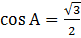 cos A = √3/2